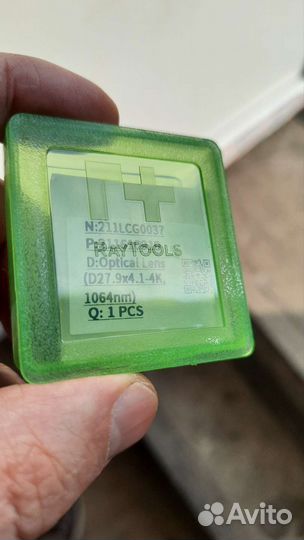 N:211LCG0037
RAYTOOLS
D:Optical Lens
(D27.9x4.1-4K,
1064nm)
Q: 1 PCS
Avito